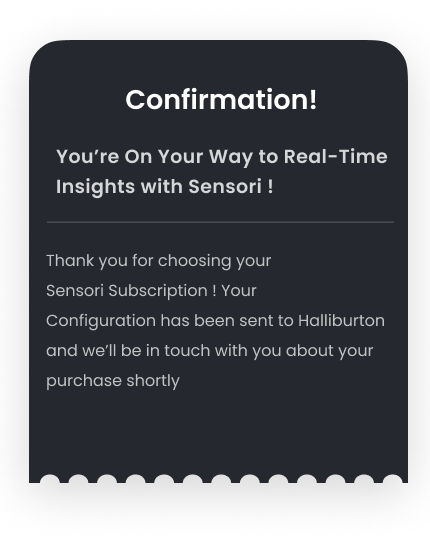 Confirmation!
You’re On Your Way to Real-Time
Insights with Sensori !
Thank you for choosing your
Sensori Subscription ! Your
Configuration has been sent to Halliburton
and we’ll be in touch with you about your
purchase shortly